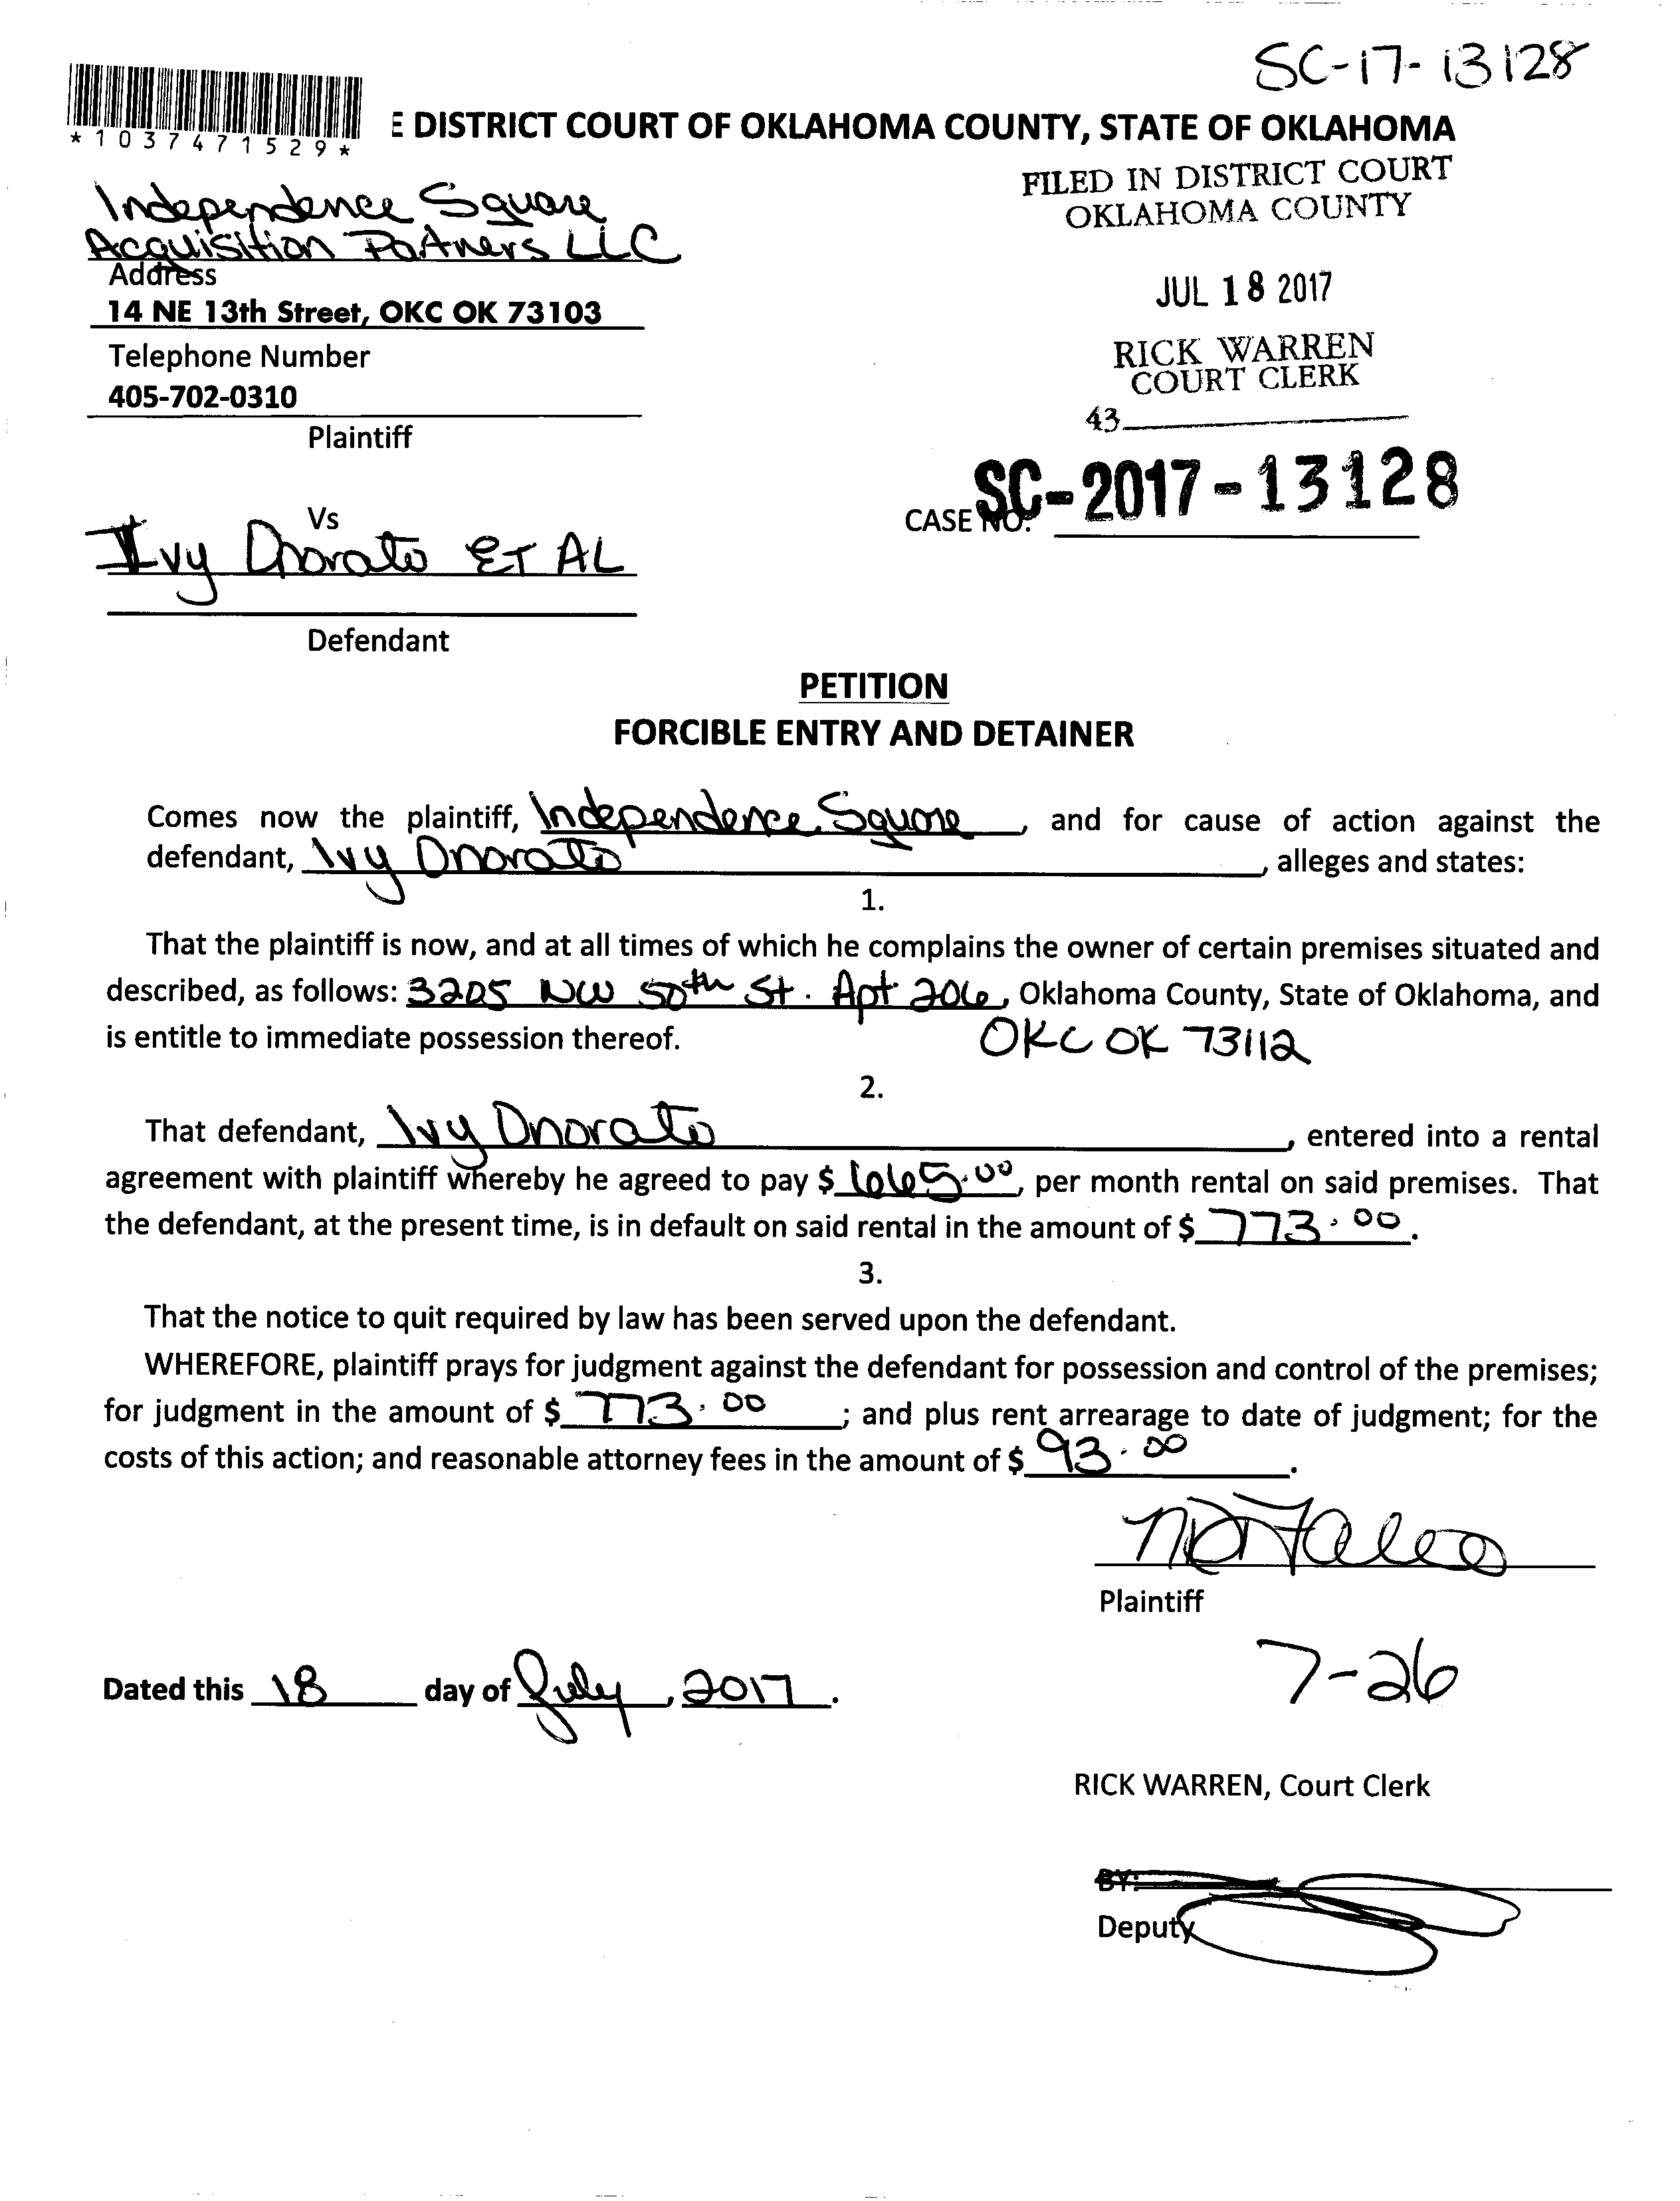 SC-17-13128
*1037471529*
E DISTRICT COURT OF OKLAHOMA COUNTY, STATE OF OKLAHOMA
FILED IN DISTRICT COURT
OKLAHOMA COUNTY
JUL 18 2017
RICK WARREN
COURT CLERK
43
Independence Square
Acquisition Partners LLC
Address
14 NE 13th Street, OKC OK 73103
Telephone Number
405-702-0310
Plaintiff
CASE NO. SC-2017-13128
Vs
Ivy Onorato ET AL
Defendant
PETITION
FORCIBLE ENTRY AND DETAINER
Comes now the plaintiff, Independence Square, and for cause of action against the
defendant, Ivy Onorato, alleges and states:
1.
That the plaintiff is now, and at all times of which he complains the owner of certain premises situated and
described, as follows: 3205 NW 50th St. Apt 206, Oklahoma County, State of Oklahoma, and
is entitle to immediate possession thereof. OKC OK 73112
2.
That defendant, Ivy Onorato, entered into a rental
agreement with plaintiff whereby he agreed to pay $ 665.00, per month rental on said premises. That
the defendant, at the present time, is in default on said rental in the amount of $ 773.00.
3.
That the notice to quit required by law has been served upon the defendant.
WHEREFORE, plaintiff prays for judgment against the defendant for possession and control of the premises;
for judgment in the amount of $ 773.00; and plus rent arrearage to date of judgment; for the
costs of this action; and reasonable attorney fees in the amount of $ 93.00.
Plaintiff
7-26
Dated this 18 day of July, 2017.
RICK WARREN, Court Clerk
BY:
Deputy